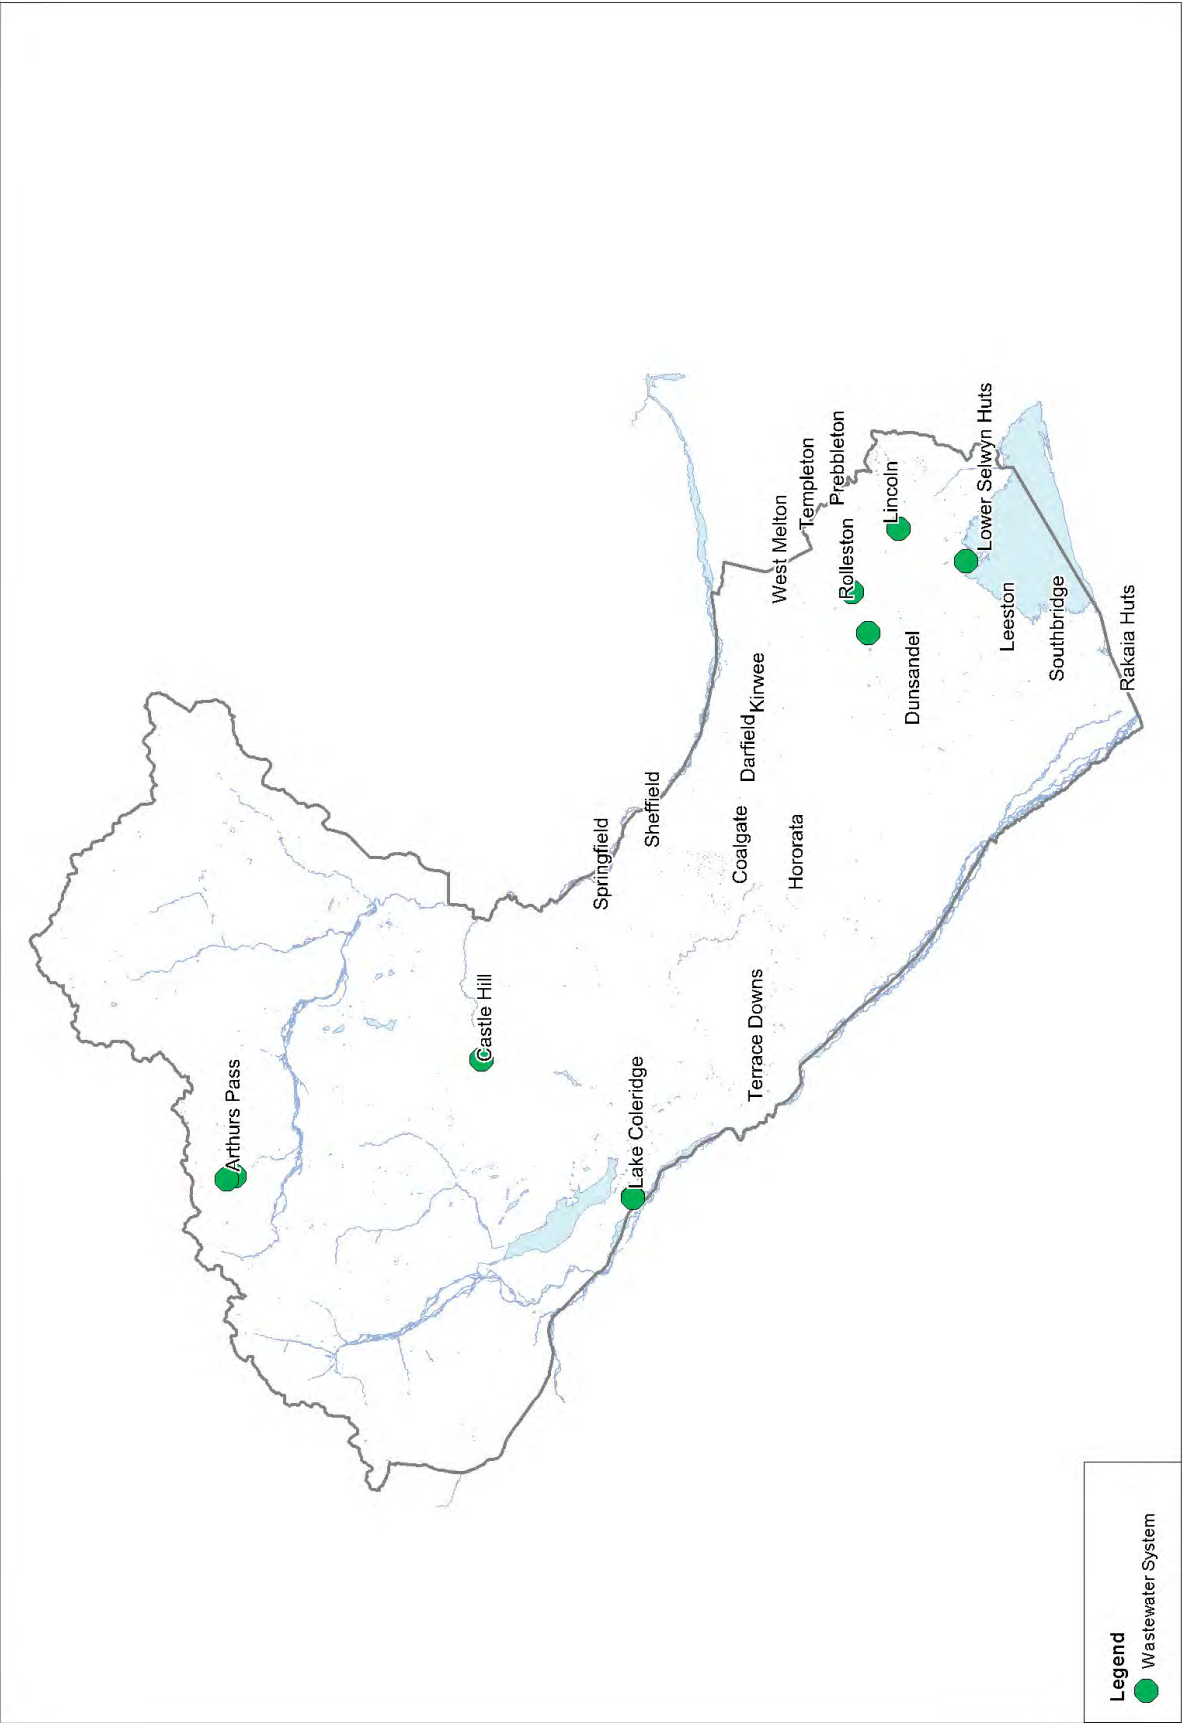 Arthurs Pass
Castle Hill
Lake Coleridge
Springfield
Sheffield
Terrace Downs
Coalgate
Hororata
Darfield
Kirwee
West Melton
Templeton
Prebbleton
Rolleston
Lincoln
Dunsandel
Lower Selwyn Huts
Leeston
Southbridge
Rakaia Huts
Legend
Wastewater System